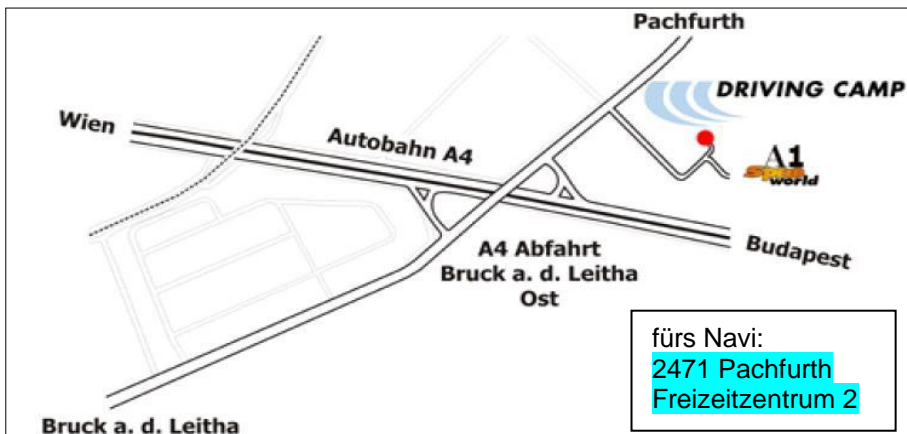 Pachfurth
DRIVING CAMP
Wien
Autobahn A4
A1
Speed
world
A4 Abfahrt
Bruck a. d. Leitha
Ost
Budapest
fürs Navi:
2471 Pachfurth
Freizeitzentrum 2
Bruck a. d. Leitha